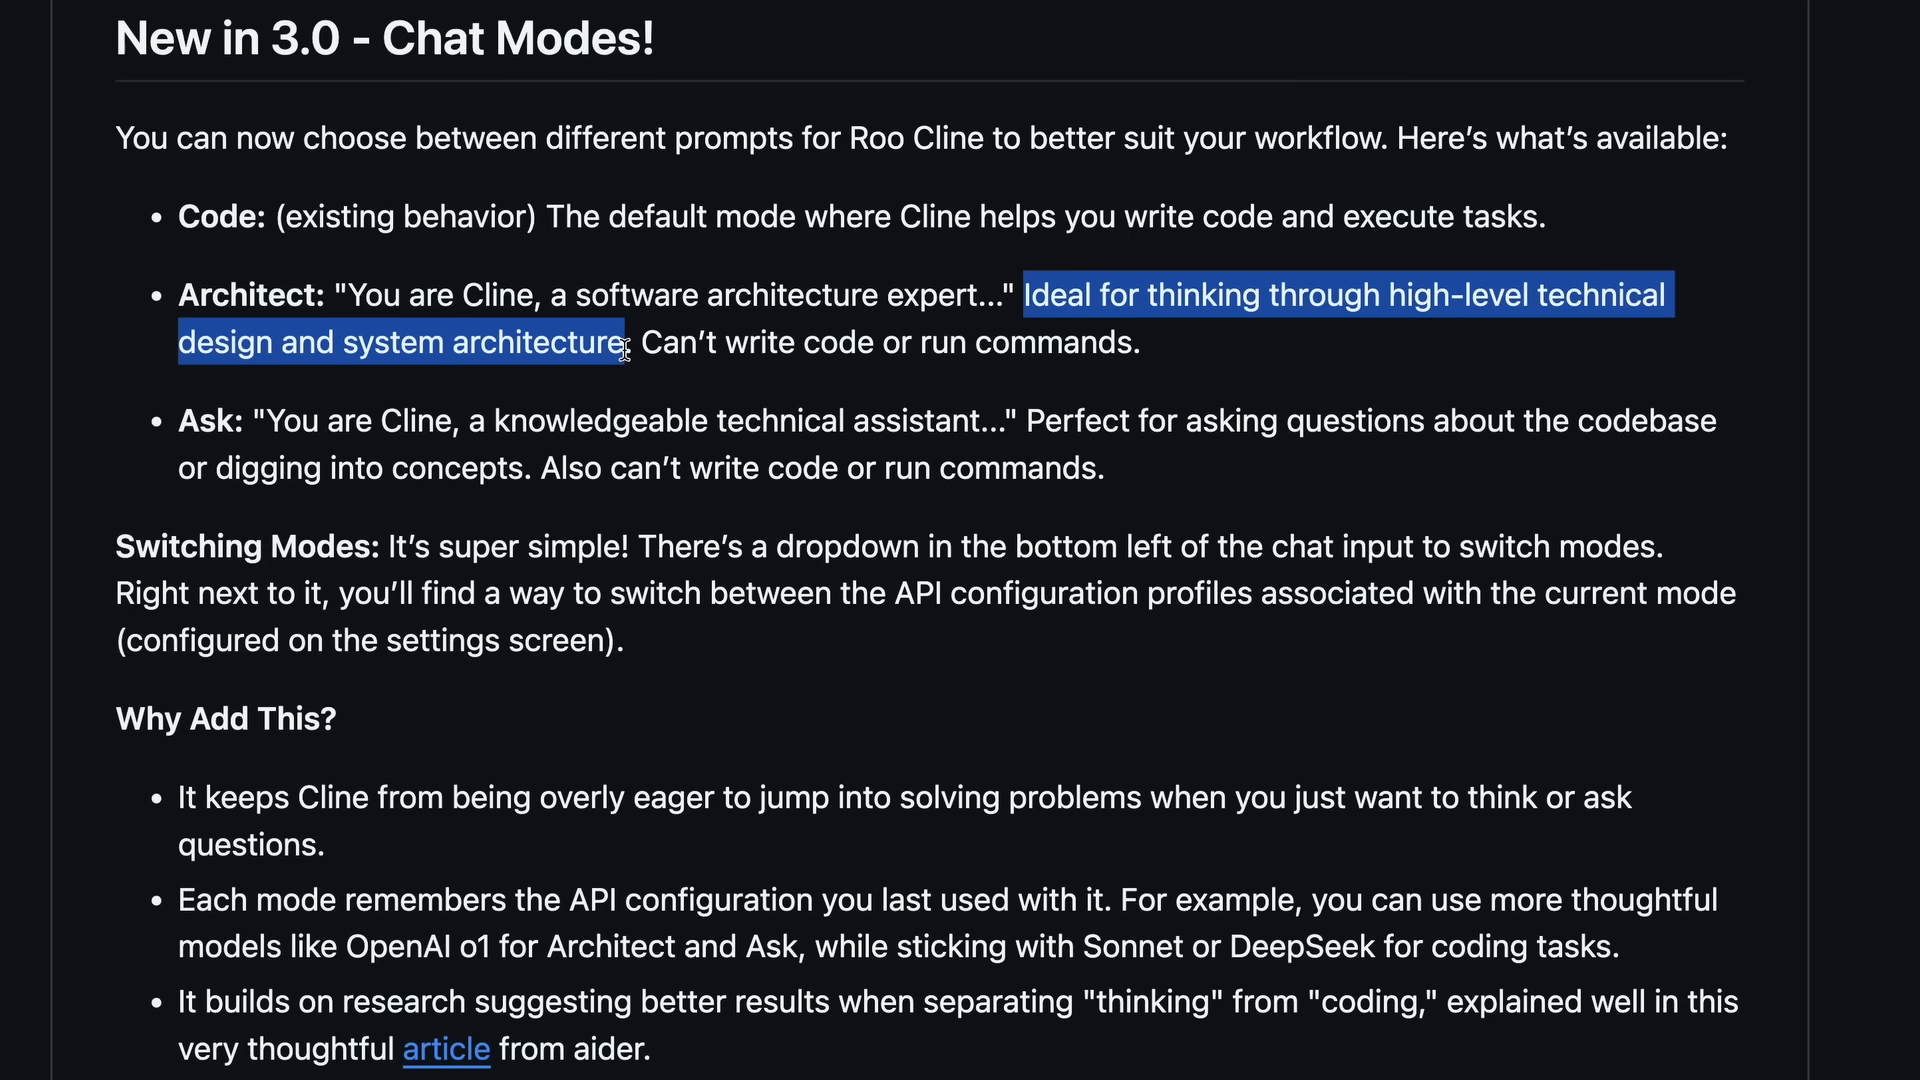 New in 3.0 - Chat Modes!
You can now choose between different prompts for Roo Cline to better suit your workflow. Here’s what’s available:
• Code: (existing behavior) The default mode where Cline helps you write code and execute tasks.
• Architect: "You are Cline, a software architecture expert..." Ideal for thinking through high-level technical
design and system architecture. Can’t write code or run commands.
• Ask: "You are Cline, a knowledgeable technical assistant..." Perfect for asking questions about the codebase
or digging into concepts. Also can’t write code or run commands.
Switching Modes: It’s super simple! There’s a dropdown in the bottom left of the chat input to switch modes.
Right next to it, you’ll find a way to switch between the API configuration profiles associated with the current mode
(configured on the settings screen).
Why Add This?
• It keeps Cline from being overly eager to jump into solving problems when you just want to think or ask
questions.
• Each mode remembers the API configuration you last used with it. For example, you can use more thoughtful
models like OpenAI o1 for Architect and Ask, while sticking with Sonnet or DeepSeek for coding tasks.
• It builds on research suggesting better results when separating "thinking" from "coding," explained well in this
very thoughtful article from aider.